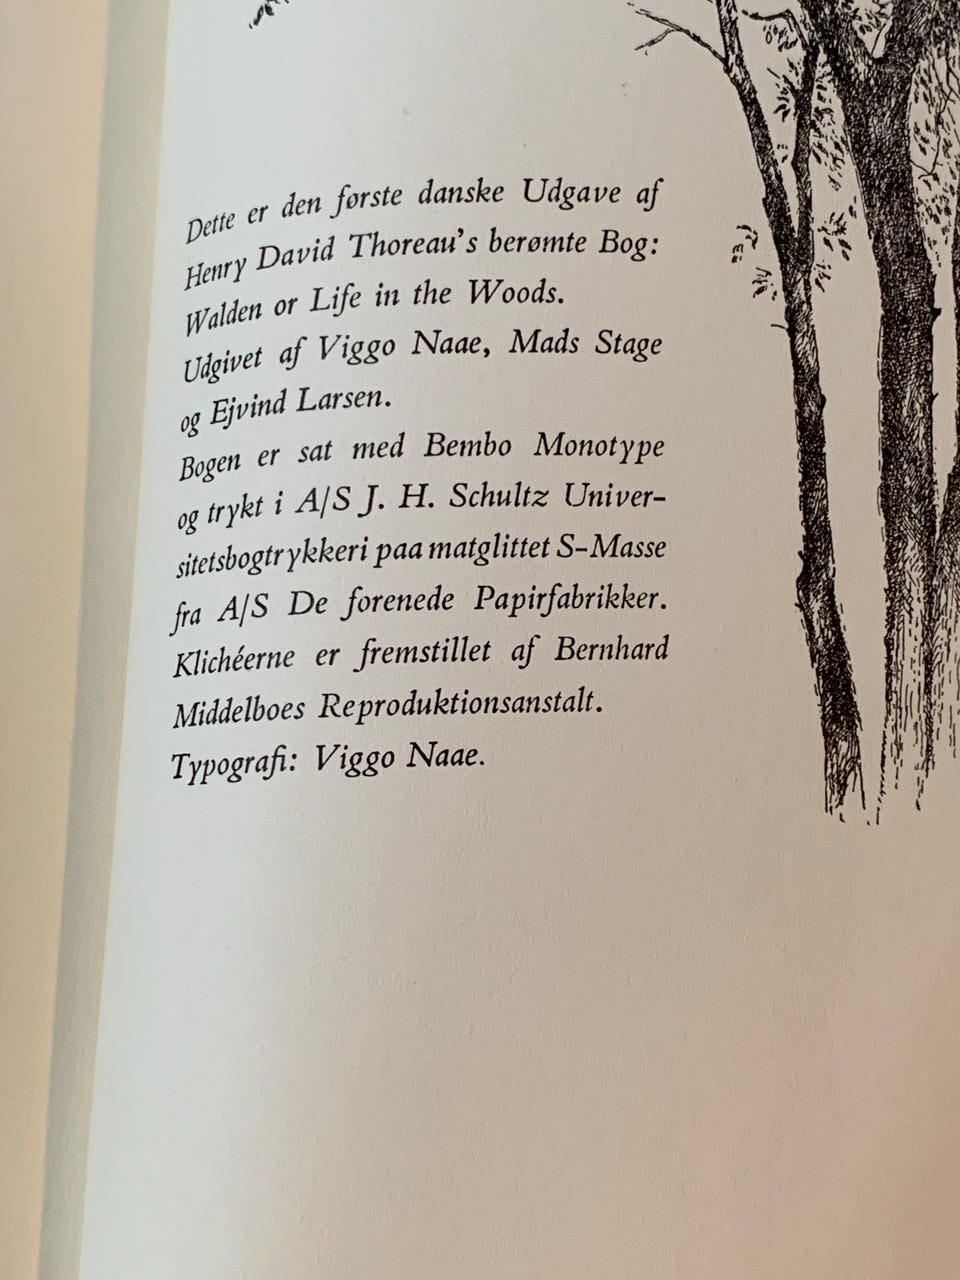 Dette er den første danske Udgave af
Henry David Thoreau's berømte Bog:
Walden or Life in the Woods.
Udgivet af Viggo Naae, Mads Stage
og Ejvind Larsen.
Bogen er sat med Bembo Monotype
og trykt i A/S J. H. Schultz Univer-
sitetsbogtrykkeri paa matglittet S-Masse
fra A/S De forenede Papirfabrikker.
Klichéerne er fremstillet af Bernhard
Middelboes Reproduktionsanstalt.
Typografi: Viggo Naae.